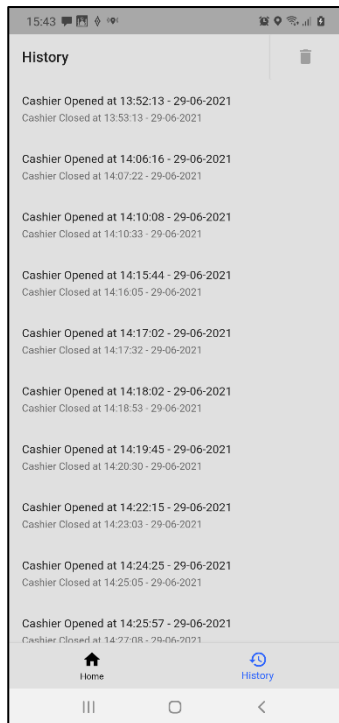 15:43
History
Cashier Opened at 13:52:13 - 29-06-2021
Cashier Closed at 13:53:13 - 29-06-2021
Cashier Opened at 14:06:16 - 29-06-2021
Cashier Closed at 14:07:22 - 29-06-2021
Cashier Opened at 14:10:08 - 29-06-2021
Cashier Closed at 14:10:33 - 29-06-2021
Cashier Opened at 14:15:44 - 29-06-2021
Cashier Closed at 14:16:05 - 29-06-2021
Cashier Opened at 14:17:02 - 29-06-2021
Cashier Closed at 14:17:32 - 29-06-2021
Cashier Opened at 14:18:02 - 29-06-2021
Cashier Closed at 14:18:53 - 29-06-2021
Cashier Opened at 14:19:45 - 29-06-2021
Cashier Closed at 14:20:30 - 29-06-2021
Cashier Opened at 14:22:15 - 29-06-2021
Cashier Closed at 14:23:03 - 29-06-2021
Cashier Opened at 14:24:25 - 29-06-2021
Cashier Closed at 14:25:05 - 29-06-2021
Cashier Opened at 14:25:57 - 29-06-2021
Cashier Closed at 14:27:08 - 29-06-2021
Home
History